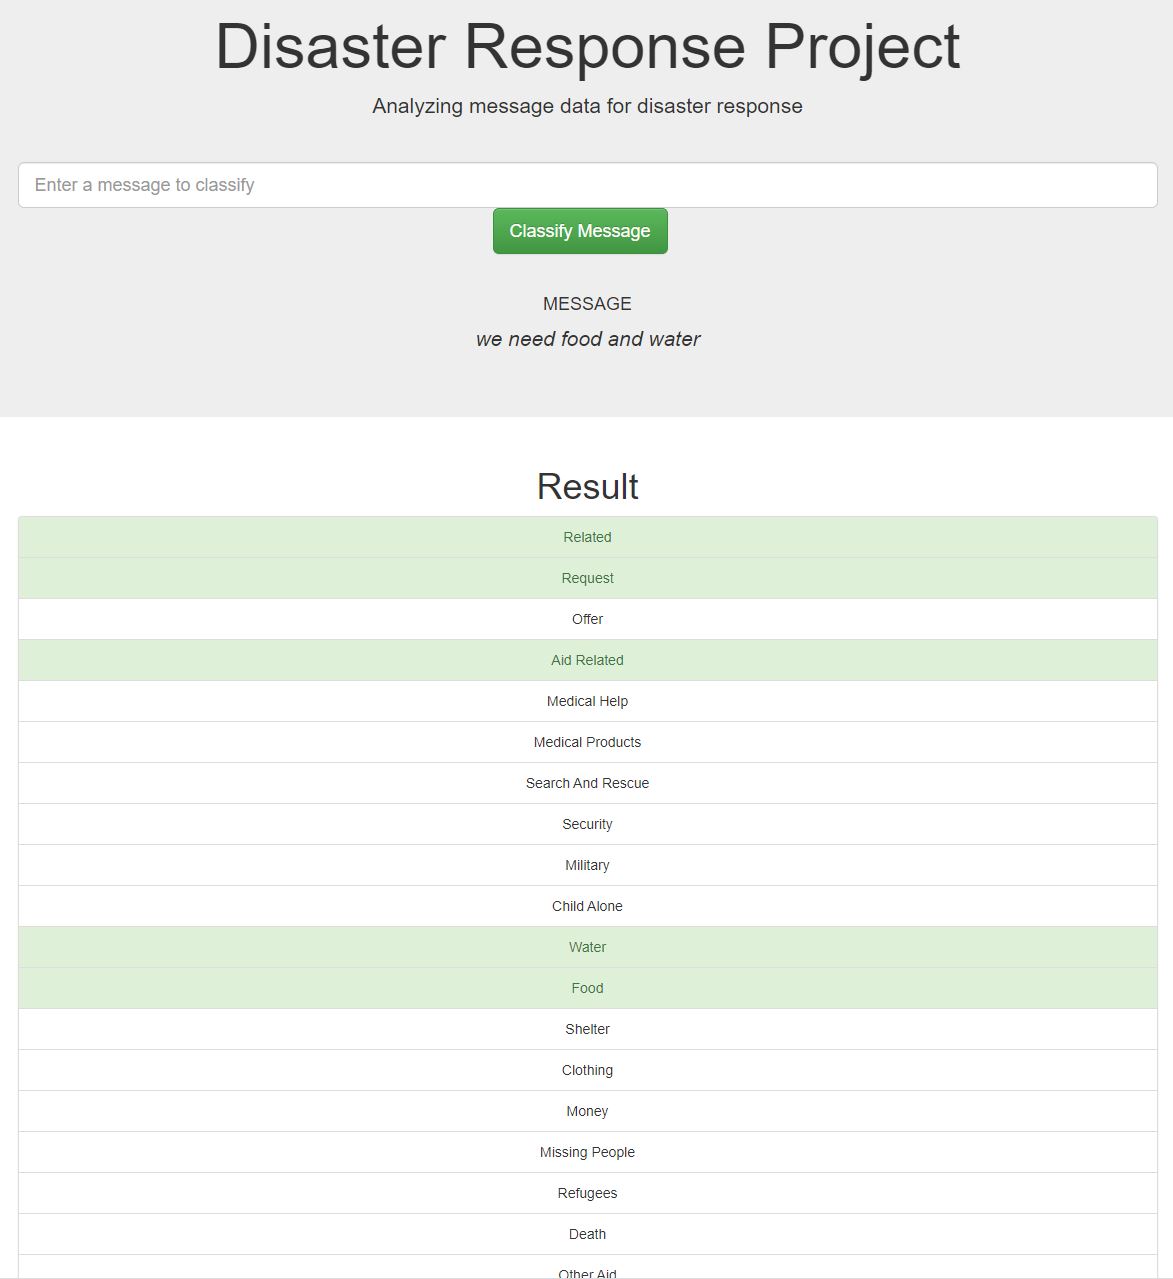 Disaster Response Project
Analyzing message data for disaster response
Enter a message to classify
Classify Message
MESSAGE
we need food and water
Result
Related
Request
Offer
Aid Related
Medical Help
Medical Products
Search And Rescue
Security
Military
Child Alone
Water
Food
Shelter
Clothing
Money
Missing People
Refugees
Death
Other Aid